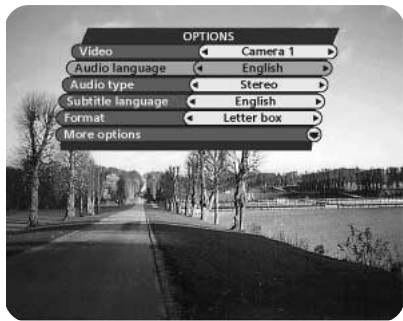 OPTIONS
Video Camera 1
Audio language English
Audio type Stereo
Subtitle language English
Format Letter box
More options